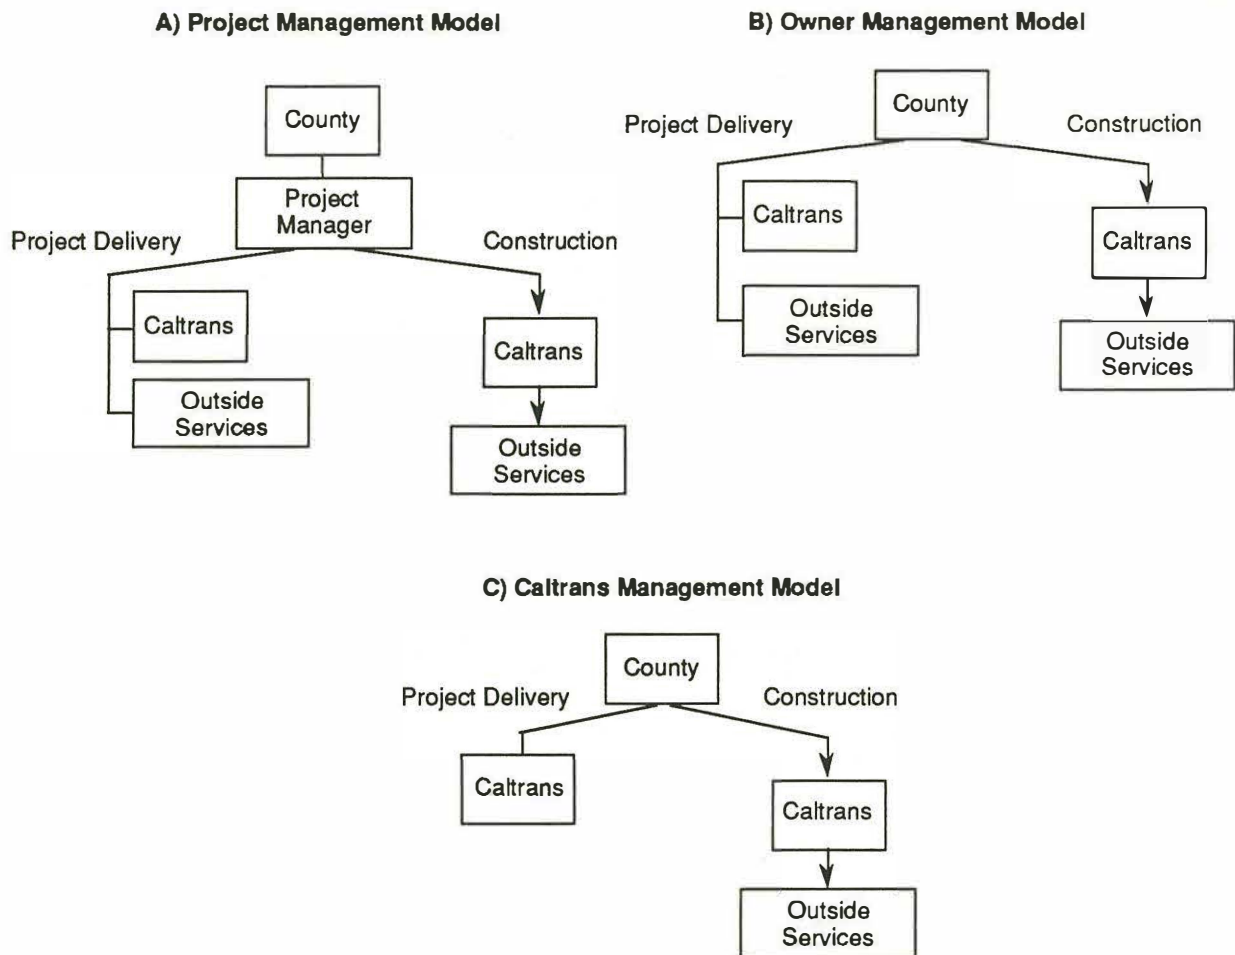 A) Project Management Model
County
Project
Manager
Project Delivery
Construction
Caltrans
Outside
Services
Caltrans
Outside
Services
B) Owner Management Model
County
Project Delivery
Construction
Caltrans
Outside
Services
Caltrans
Outside
Services
C) Caltrans Management Model
County
Project Delivery
Construction
Caltrans
Caltrans
Outside
Services